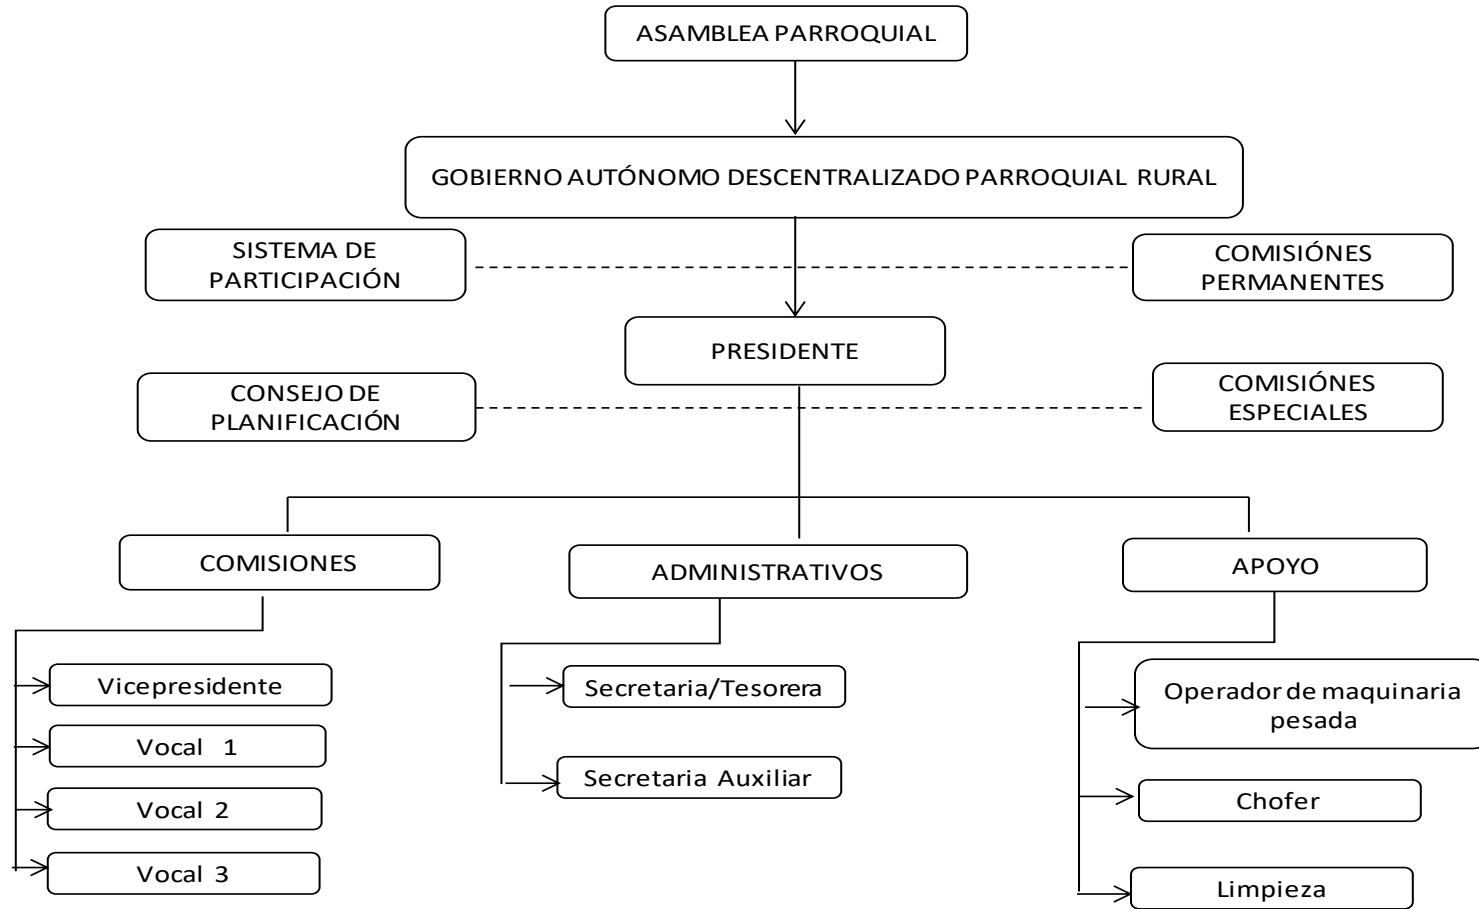 ASAMBLEA PARROQUIAL
GOBIERNO AUTÓNOMO DESCENTRALIZADO PARROQUIAL RURAL
SISTEMA DE
PARTICIPACIÓN
COMISIÓNES
PERMANENTES
PRESIDENTE
CONSEJO DE
PLANIFICACIÓN
COMISIÓNES
ESPECIALES
COMISIONES
ADMINISTRATIVOS
APOYO
Vicepresidente
Vocal 1
Vocal 2
Vocal 3
Secretaria/Tesorera
Secretaria Auxiliar
Operador de maquinaria
pesada
Chofer
Limpieza